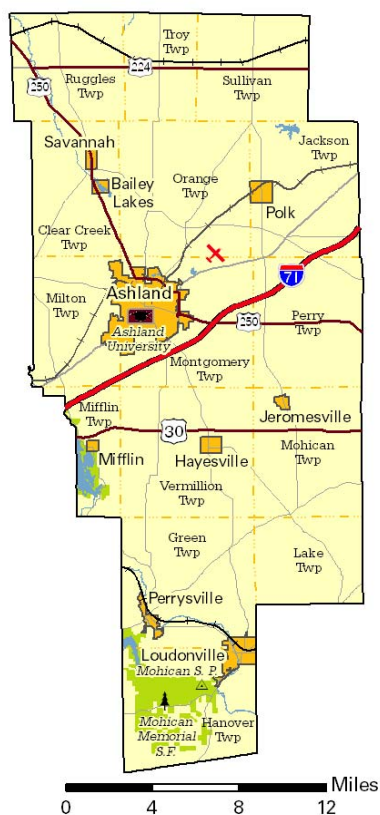 Troy
Twp
224
250
Ruggles
Twp
Sullivan
Twp
Savannah
Jackson
Twp
Bailey
Lakes
Orange
Twp
Polk
Clear Creek
Twp
71
Ashland
Milton
Twp
Ashland
University
250
Perry
Twp
Montgomery
Twp
Mifflin
Twp
Jeromesville
30
Mifflin
Hayesville
Mohican
Twp
Vermillion
Twp
Green
Twp
Lake
Twp
Perrysville
Loudonville
Mohican S. P.
Mohican
Memorial
S.F.
Hanover
Twp
Miles
0 4 8 12